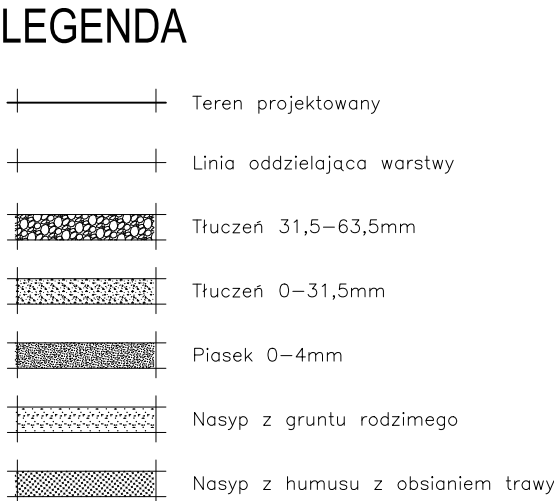 LEGENDA
Teren projektowany
Linia oddzielająca warstwy
Tłuczeń 31,5-63,5mm
Tłuczeń 0-31,5mm
Piasek 0-4mm
Nasyp z gruntu rodzimego
Nasyp z humusu z obsianiem trawy